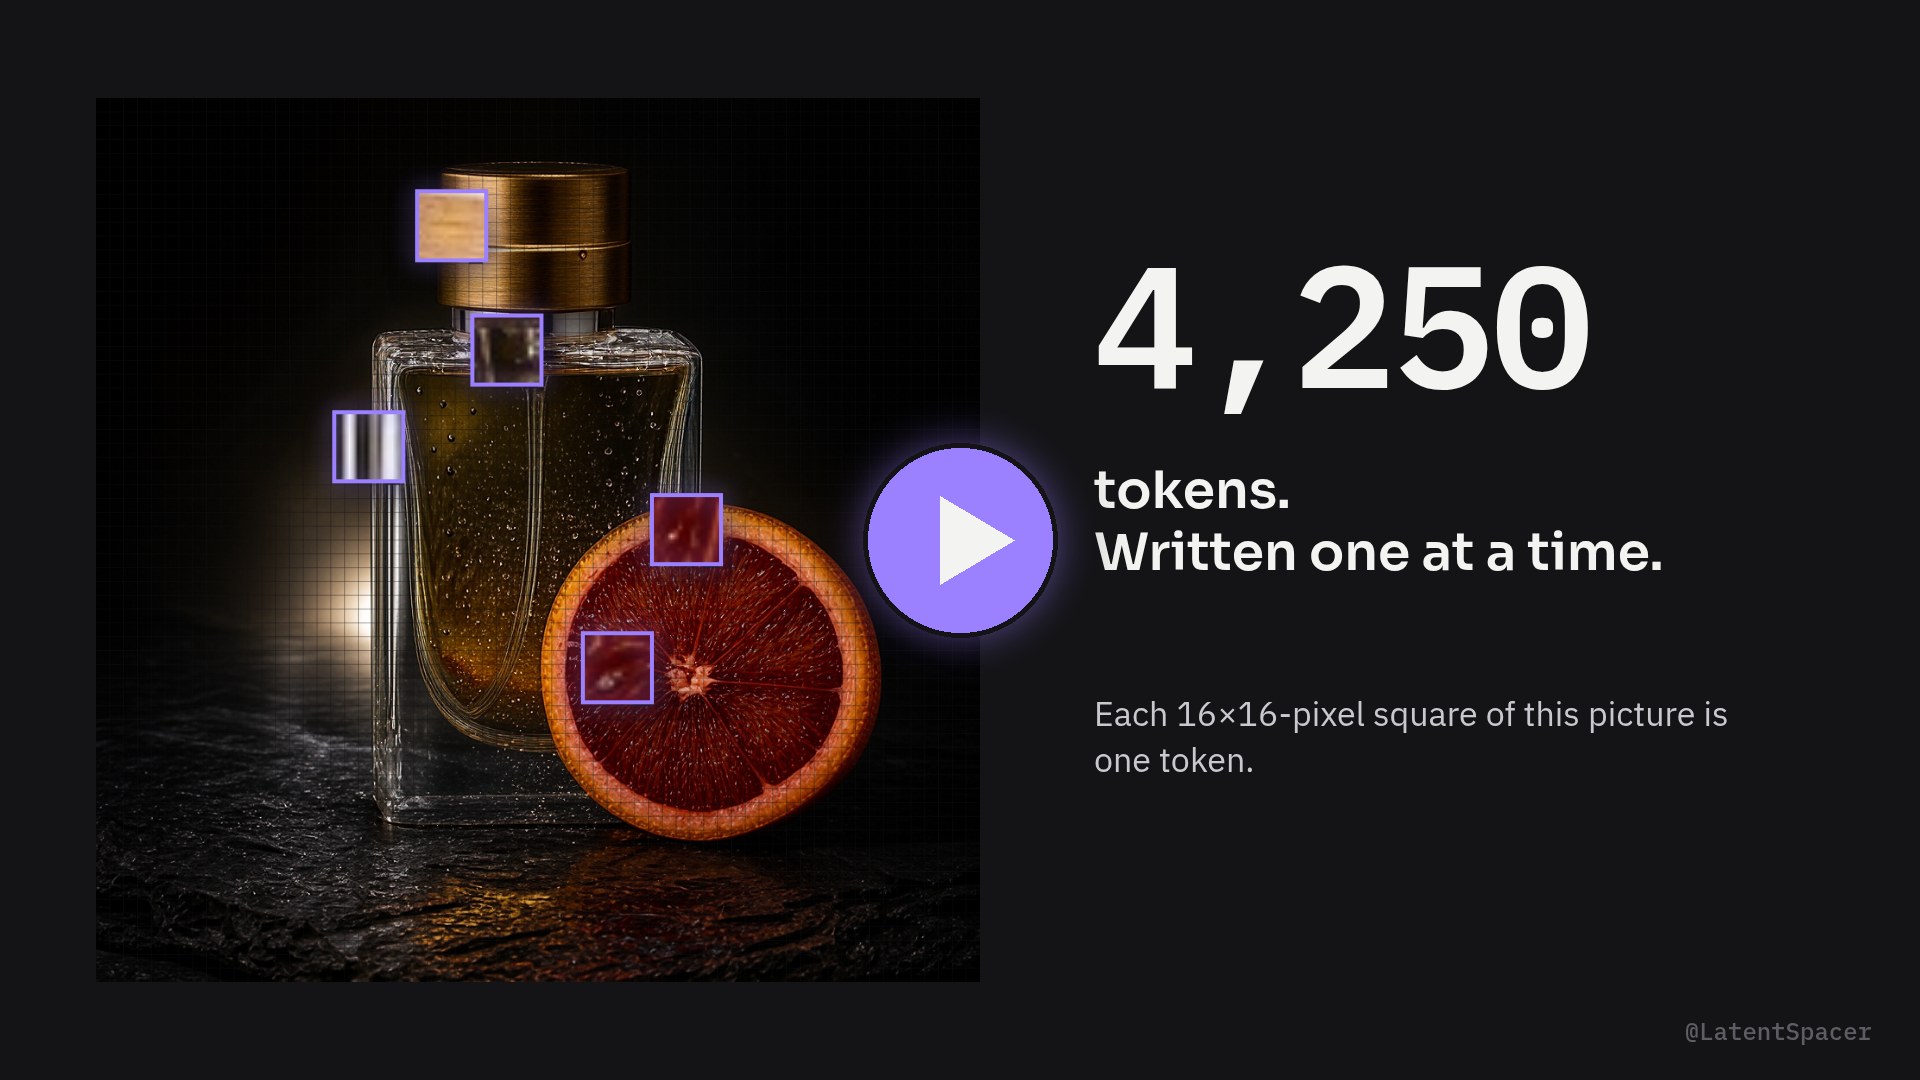 4,250
tokens.
Written one at a time.
Each 16×16-pixel square of this picture is
one token.
@LatentSpacer